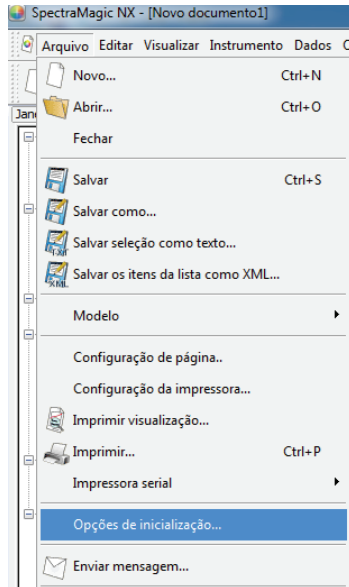 SpectraMagic NX - [Novo documento1]
Arquivo Editar Visualizar Instrumento Dados
Novo... Ctrl+N
Abrir... Ctrl+O
Jan
Fechar
Salvar Ctrl+S
Salvar como...
Salvar seleção como texto...
Salvar os itens da lista como XML...
Modelo
Configuração de página..
Configuração da impressora...
Imprimir visualização...
Imprimir... Ctrl+P
Impressora serial
Opções de inicialização...
Enviar mensagem...